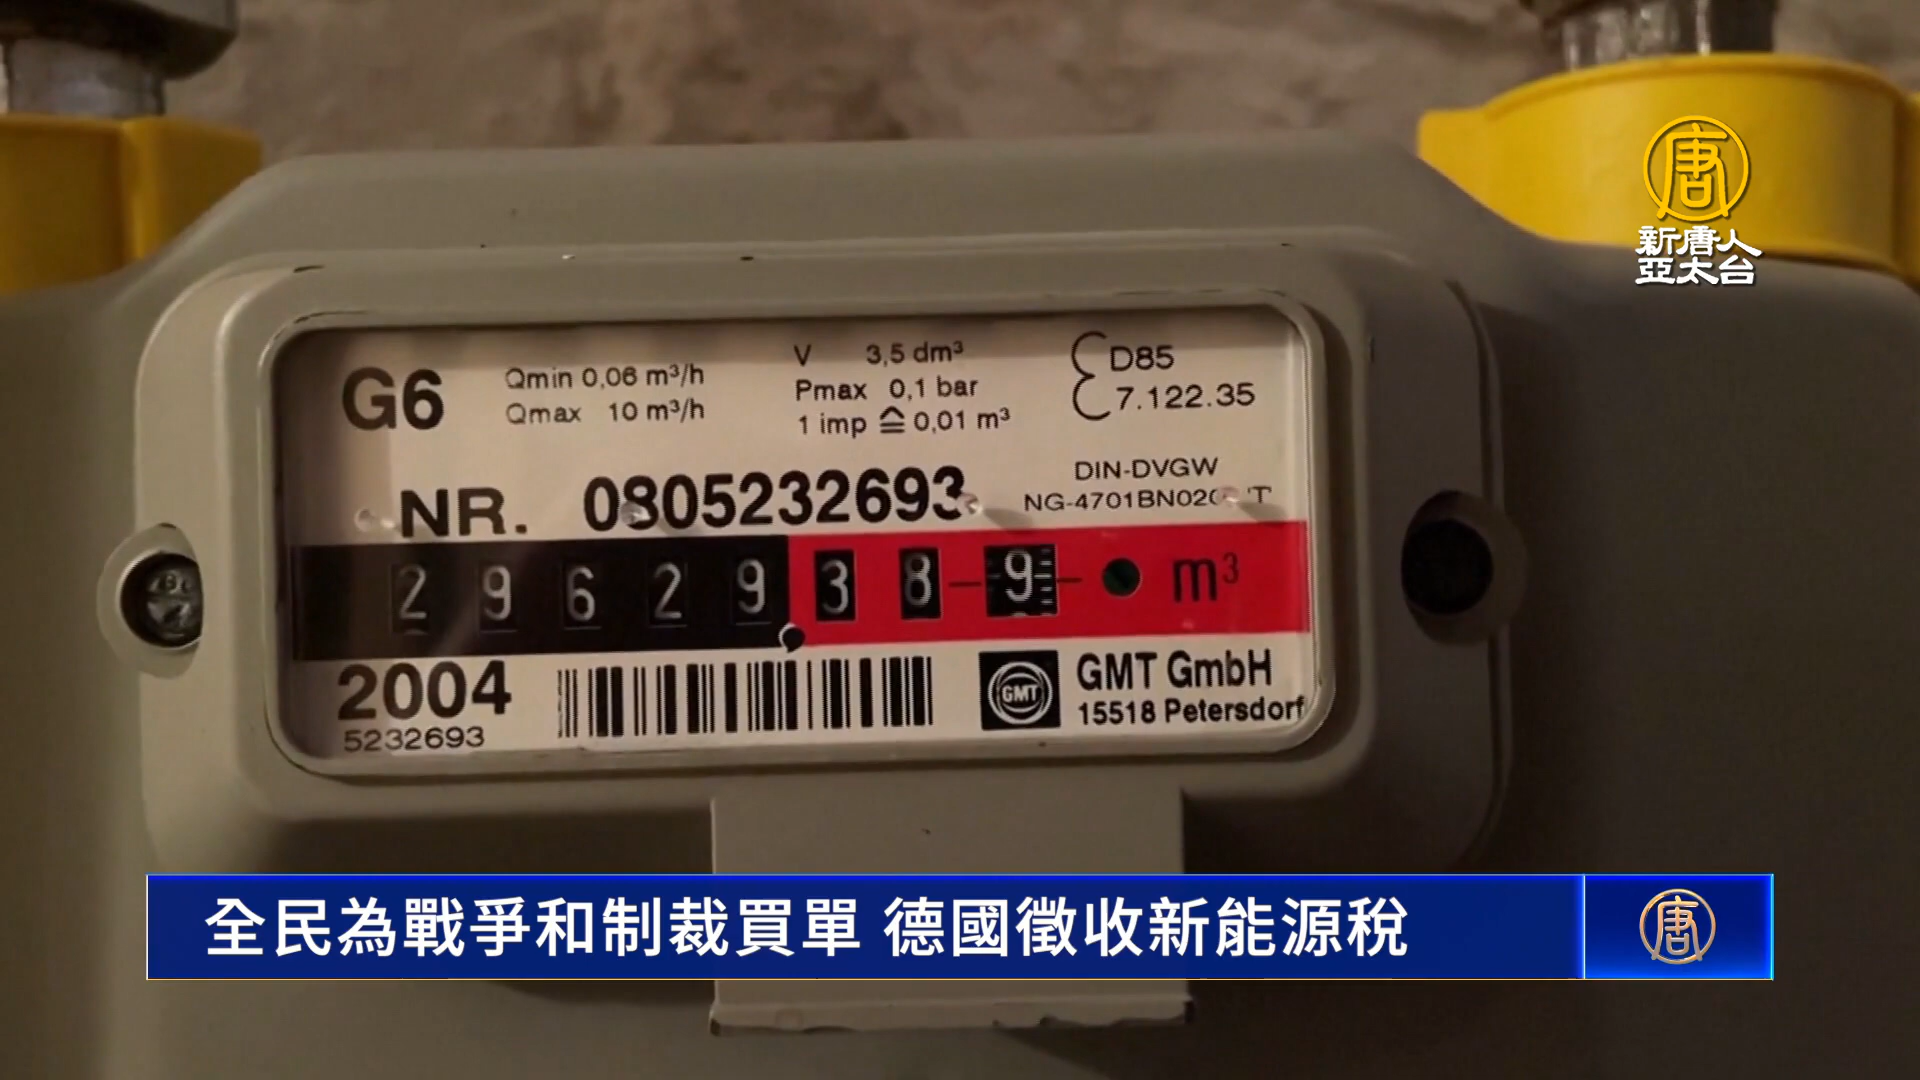 唐
新唐人
亞太台
G6
Qmin 0,06 m³/h
Qmax 10 m³/h
V 3,5 dm³
Pmax 0,1 bar
1 imp ≙ 0,01 m³
D85
7.122.35
DIN-DVGW
NR. 0805232693
2 9 6 2 9 3 8 9 m³
2004
5232693
GMT
GMT GmbH
15518 Petersdorf
全民為戰爭和制裁買單 德國徵收新能源稅
唐